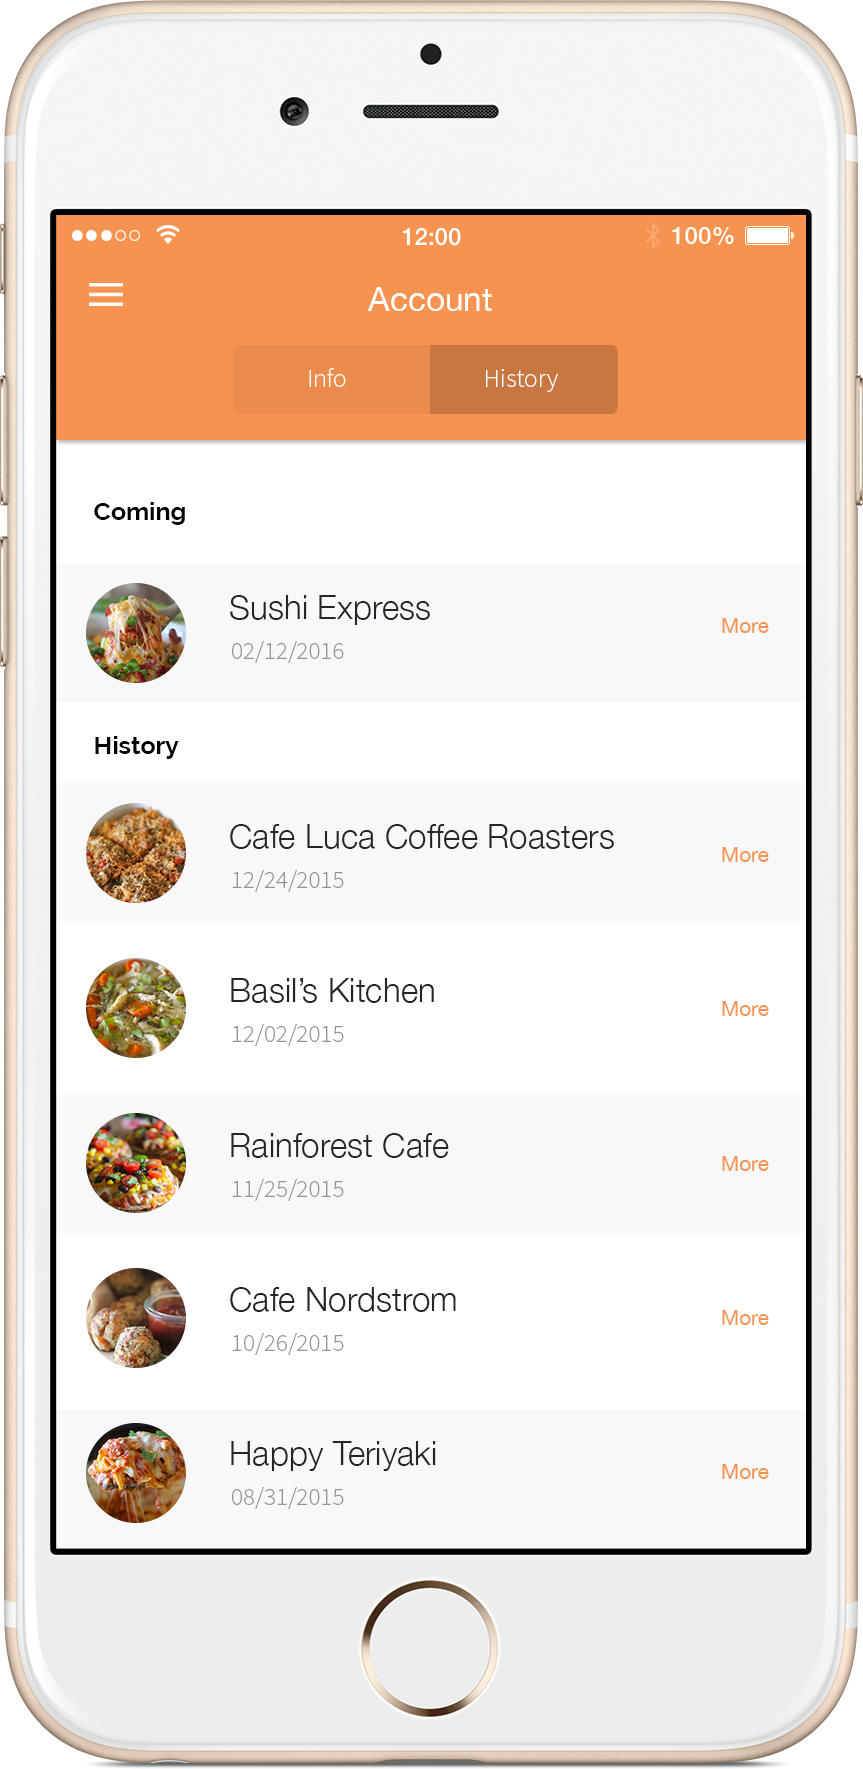 12:00
100%
Account
Info
History
Coming
Sushi Express
02/12/2016
More
History
Cafe Luca Coffee Roasters
12/24/2015
More
Basil’s Kitchen
12/02/2015
More
Rainforest Cafe
11/25/2015
More
Cafe Nordstrom
10/26/2015
More
Happy Teriyaki
08/31/2015
More